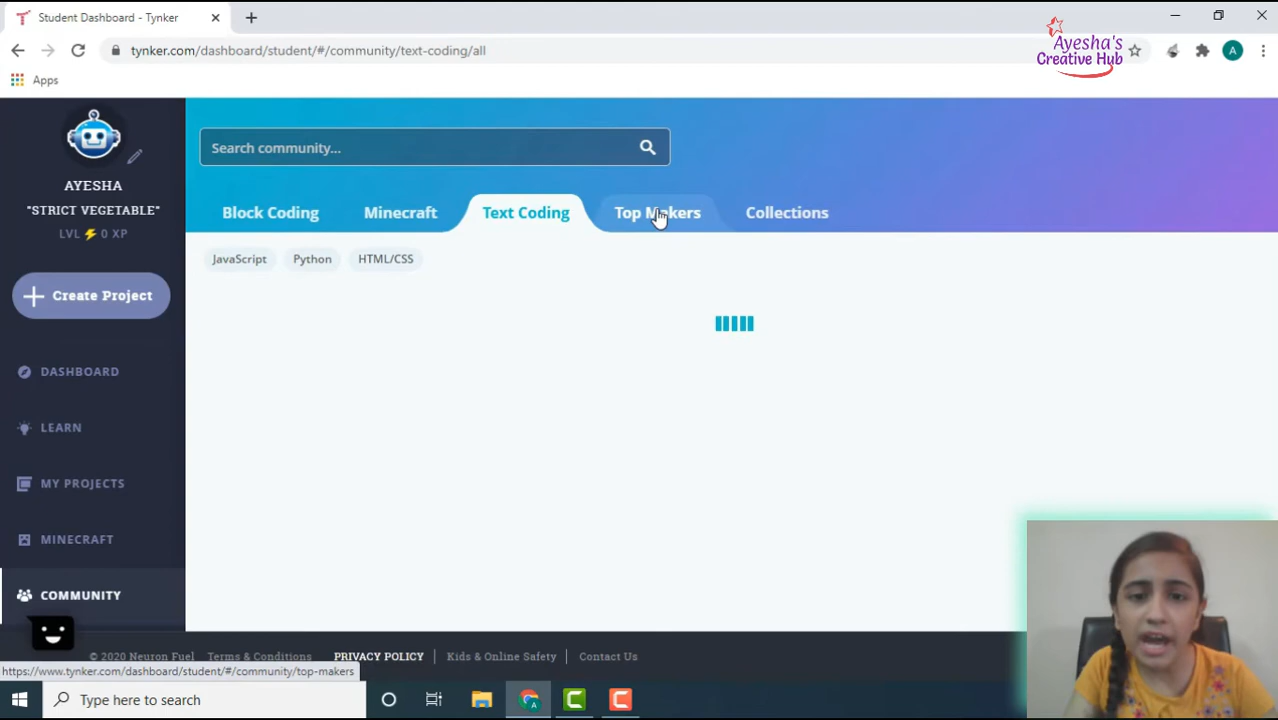 Student Dashboard - Tynker
tynker.com/dashboard/student/#/community/text-coding/all
A
Apps
Ayesha's
Creative Hub
AYESHA
"STRICT VEGETABLE"
LVL 0 XP
Create Project
DASHBOARD
LEARN
MY PROJECTS
MINECRAFT
COMMUNITY
Search community...
Block Coding
Minecraft
Text Coding
Top Makers
Collections
JavaScript
Python
HTML/CSS
© 2020 Neuron Fuel
Terms & Conditions
PRIVACY POLICY
Kids & Online Safety
Contact Us
https://www.tynker.com/dashboard/student/#/community/top-makers
Type here to search